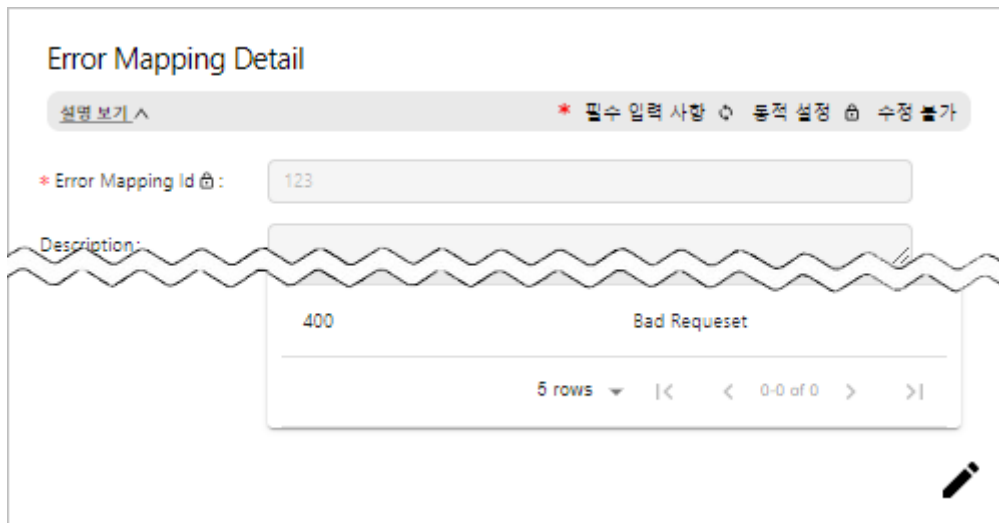 Error Mapping Detail
설명 보기 * 필수 입력 사항 동적 설정 수정 불가
* Error Mapping Id : 123
Description:
400 Bad Requeset
5 rows 0-0 of 0